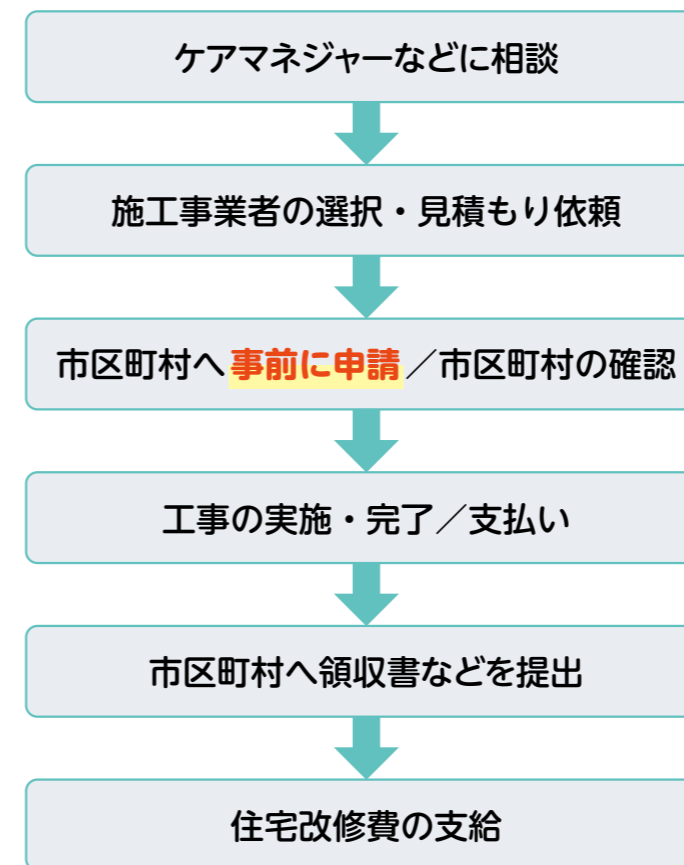 ケアマネジャーなどに相談
施工事業者の選択・見積もり依頼
市区町村へ事前に申請／市区町村の確認
工事の実施・完了／支払い
市区町村へ領収書などを提出
住宅改修費の支給